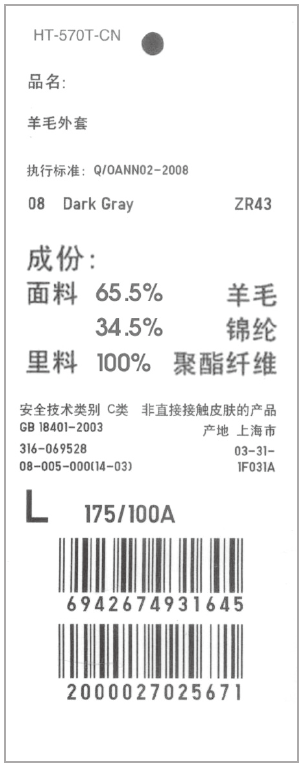 HT-570T-CN
品名:
羊毛外套
执行标准: Q/OANN02-2008
08 Dark Gray ZR43
成份:
面料 65.5% 羊毛
34.5% 锦纶
里料 100% 聚酯纤维
安全技术类别 C类 非直接接触皮肤的产品
GB 18401-2003 产地 上海市
316-069528 03-31-
08-005-000(14-03) 1F031A
L 175/100A
6942674931645
2000027025671